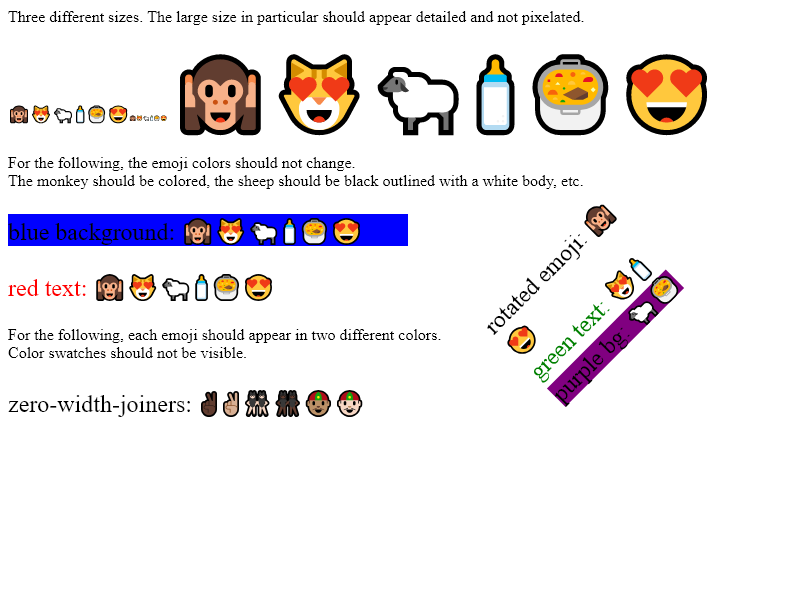 Three different sizes. The large size in particular should appear detailed and not pixelated.
🙉😻🐑🍼🍲😍🙉😻🐑🍼🍲😍 🙉😻🐑🍼🍲😍
For the following, the emoji colors should not change.
The monkey should be colored, the sheep should be black outlined with a white body, etc.
blue background: 🙉😻🐑🍼🍲😍
red text: 🙉😻🐑🍼🍲😍
rotated emoji: 🙉
😍
green text: 😻🍼
purple bg: 🐑🍲
For the following, each emoji should appear in two different colors.
Color swatches should not be visible.
zero-width-joiners: ✌🏿✌🏼👯🏻👯🏿👲🏽👲🏻